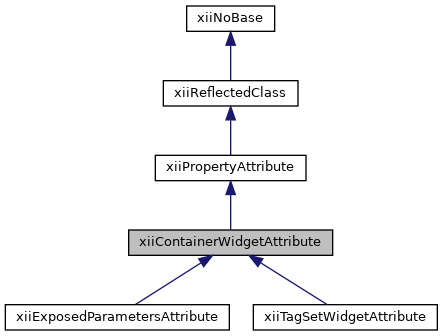 xiiNoBase
xiiReflectedClass
xiiPropertyAttribute
xiiContainerWidgetAttribute
xiiExposedParametersAttribute
xiiTagSetWidgetAttribute